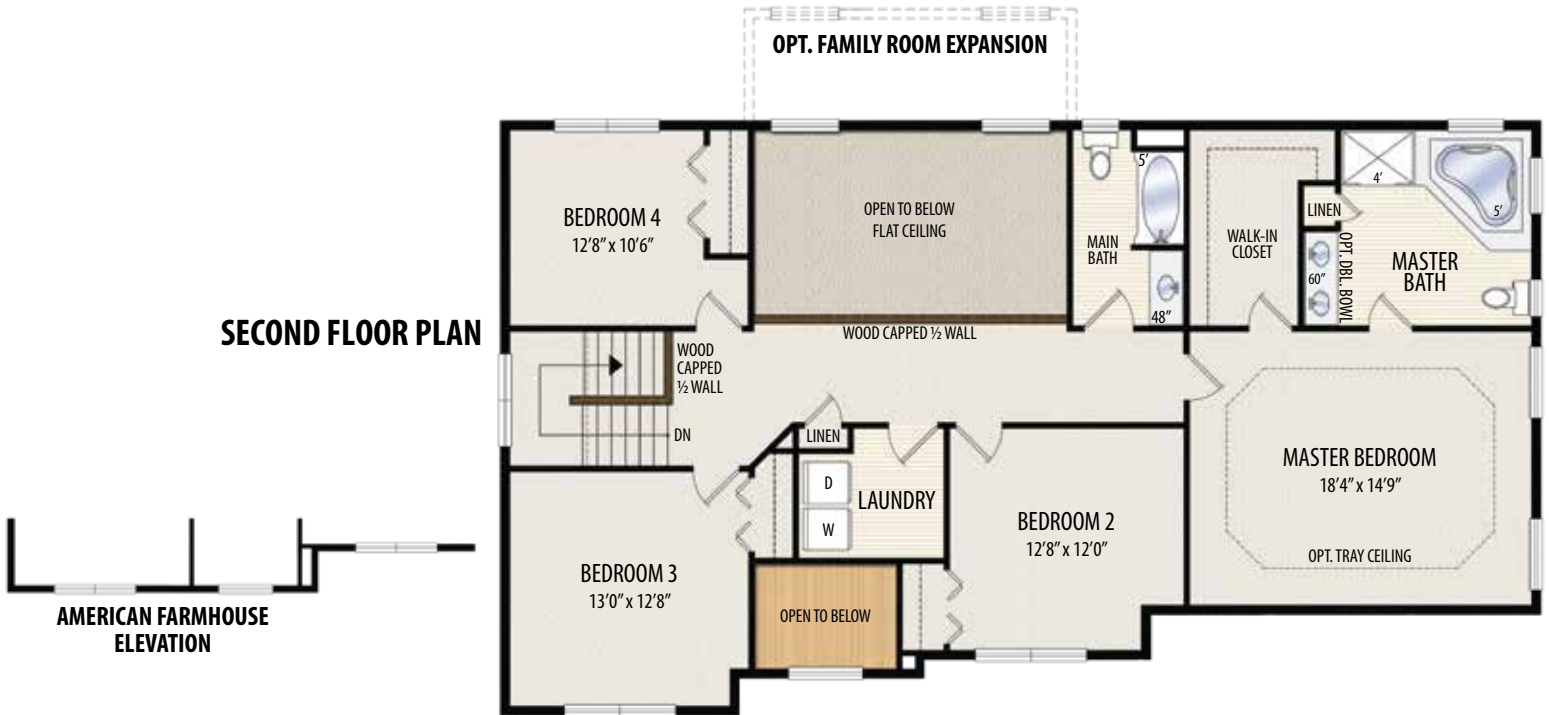 OPT. FAMILY ROOM EXPANSION
BEDROOM 4
12'8" x 10'6"
OPEN TO BELOW
FLAT CEILING
5'
MAIN
BATH
48"
WALK-IN
CLOSET
LINEN
4'
5'
60"
OPT. DBL. BOWL
MASTER
BATH
SECOND FLOOR PLAN
WOOD
CAPPED
½ WALL
WOOD CAPPED ½ WALL
DN
LINEN
D
W
LAUNDRY
BEDROOM 2
12'8" x 12'0"
MASTER BEDROOM
18'4" x 14'9"
OPT. TRAY CEILING
BEDROOM 3
13'0" x 12'8"
OPEN TO BELOW
AMERICAN FARMHOUSE
ELEVATION